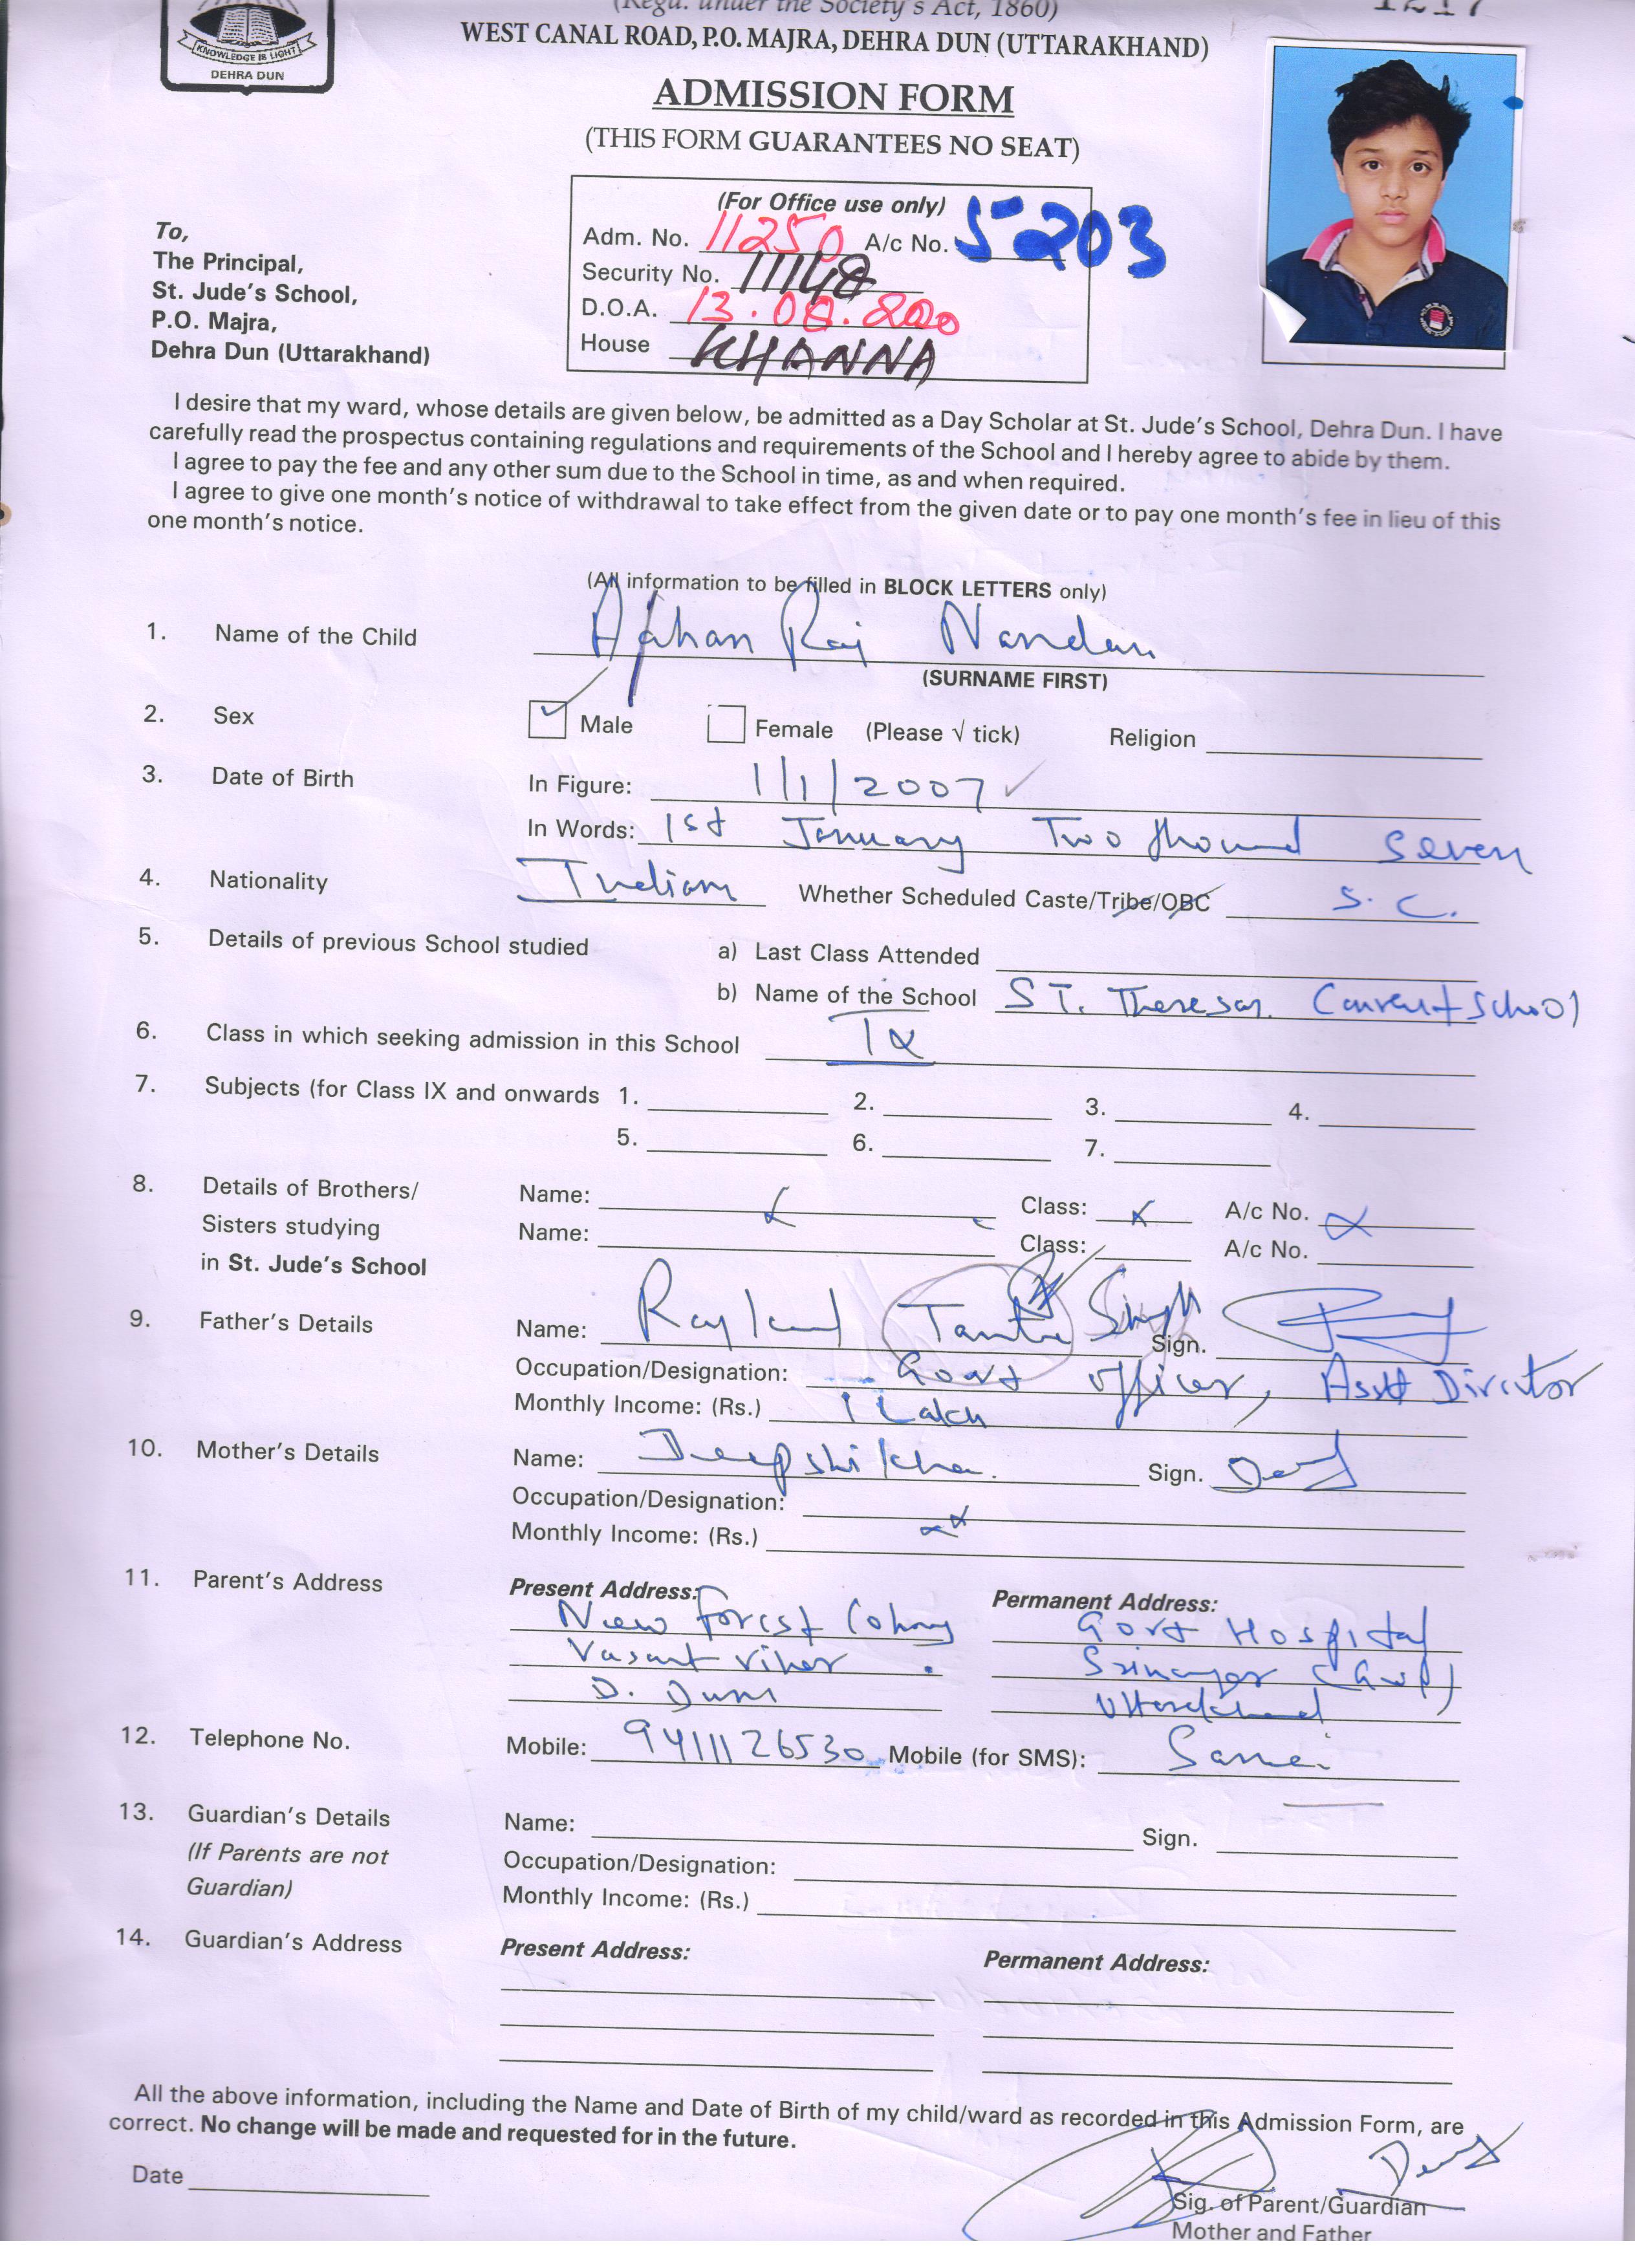 (Regd. under the Society's Act, 1860)
1217
WEST CANAL ROAD, P.O. MAJRA, DEHRA DUN (UTTARAKHAND)
KNOWLEDGE IS LIGHT
DEHRA DUN
ADMISSION FORM
(THIS FORM GUARANTEES NO SEAT)
(For Office use only)
Adm. No. 11250 A/c No. 5203
Security No. 11148
D.O.A. 13.08.2020
House KHANNA
To,
The Principal,
St. Jude's School,
P.O. Majra,
Dehra Dun (Uttarakhand)
I desire that my ward, whose details are given below, be admitted as a Day Scholar at St. Jude's School, Dehra Dun. I have
carefully read the prospectus containing regulations and requirements of the School and I hereby agree to abide by them.
I agree to pay the fee and any other sum due to the School in time, as and when required.
I agree to give one month's notice of withdrawal to take effect from the given date or to pay one month's fee in lieu of this
one month's notice.
(All information to be filled in BLOCK LETTERS only)
1. Name of the Child Raj Nandan
(SURNAME FIRST)
2. Sex Male Female (Please √ tick) Religion
3. Date of Birth In Figure: 1/1/2007
In Words: 1st January Two Seven
4. Nationality Indian Whether Scheduled Caste/Tribe/OBC S.C.
5. Details of previous School studied a) Last Class Attended
b) Name of the School ST. Theresas Convent School
6. Class in which seeking admission in this School IX
7. Subjects (for Class IX and onwards 1. 2. 3. 4.
5. 6. 7.
8. Details of Brothers/ Name: Class: x A/c No. x
Sisters studying Name: Class: A/c No.
in St. Jude's School
9. Father's Details Name: Singh Sign.
Occupation/Designation: Govt officer, Asstt Director
Monthly Income: (Rs.) 1 Lakh
10. Mother's Details Name: Deepshikha Sign.
Occupation/Designation:
Monthly Income: (Rs.)
11. Parent's Address Present Address: Permanent Address:
New Forest Colony Govt Hospital
Vasant Vihar Srinagar
D. Dun Uttarakhand
12. Telephone No. Mobile: 9411126530 Mobile (for SMS): Same
13. Guardian's Details Name: Sign.
(If Parents are not Occupation/Designation:
Guardian) Monthly Income: (Rs.)
14. Guardian's Address Present Address: Permanent Address:
All the above information, including the Name and Date of Birth of my child/ward as recorded in this Admission Form, are
correct. No change will be made and requested for in the future.
Date
Sig. of Parent/Guardian
Mother and Father